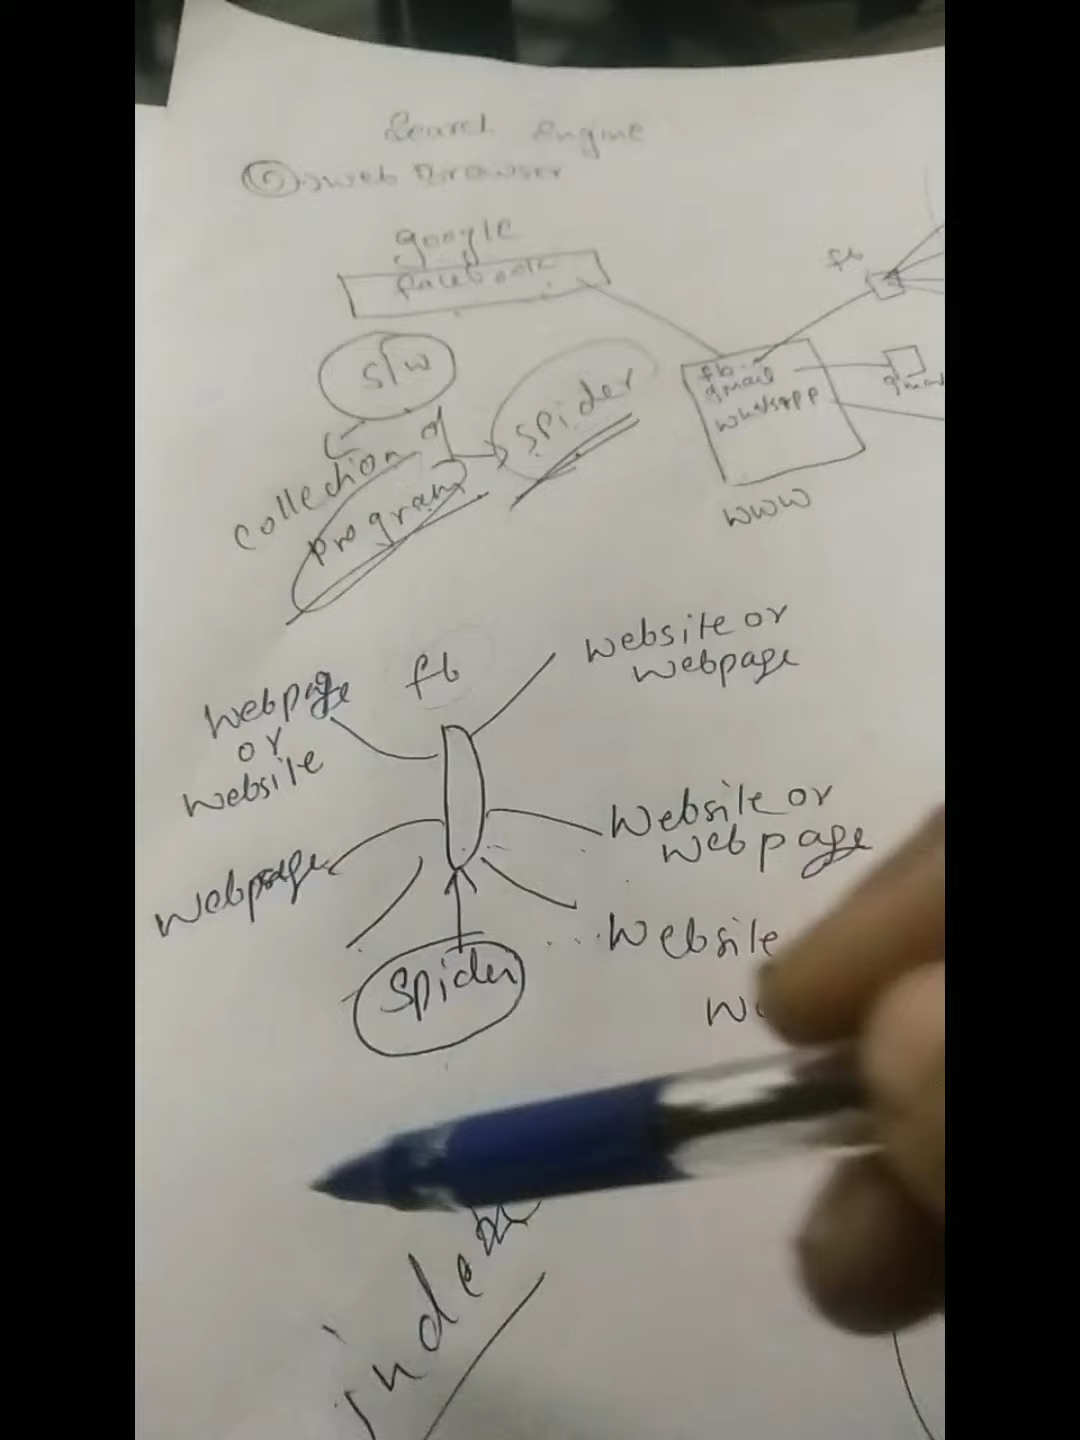 Search Engine
G → web Browser
google
facebook
fb
s/w
spider
collection of
program
fb
gmail
whatsapp
gmail
www
fb
website or
webpage
webpage
or
website
website or
webpage
webpage
website
spider
index